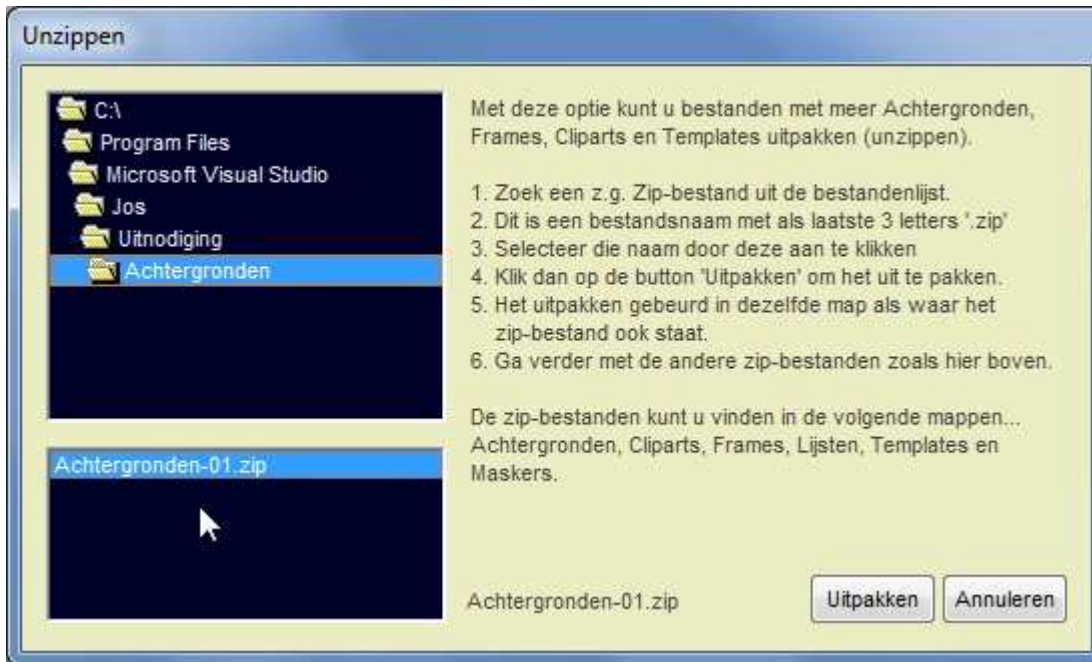 Unzippen
C:\
Program Files
Microsoft Visual Studio
Jos
Uitnodiging
Achtergronden
Achtergronden-01.zip
Met deze optie kunt u bestanden met meer Achtergronden,
Frames, Cliparts en Templates uitpakken (unzippen).
1. Zoek een z.g. Zip-bestand uit de bestandenlijst.
2. Dit is een bestandsnaam met als laatste 3 letters '.zip'
3. Selecteer die naam door deze aan te klikken
4. Klik dan op de button 'Uitpakken' om het uit te pakken.
5. Het uitpakken gebeurd in dezelfde map als waar het
zip-bestand ook staat.
6. Ga verder met de andere zip-bestanden zoals hier boven.
De zip-bestanden kunt u vinden in de volgende mappen...
Achtergronden, Cliparts, Frames, Lijsten, Templates en
Maskers.
Achtergronden-01.zip
Uitpakken
Annuleren